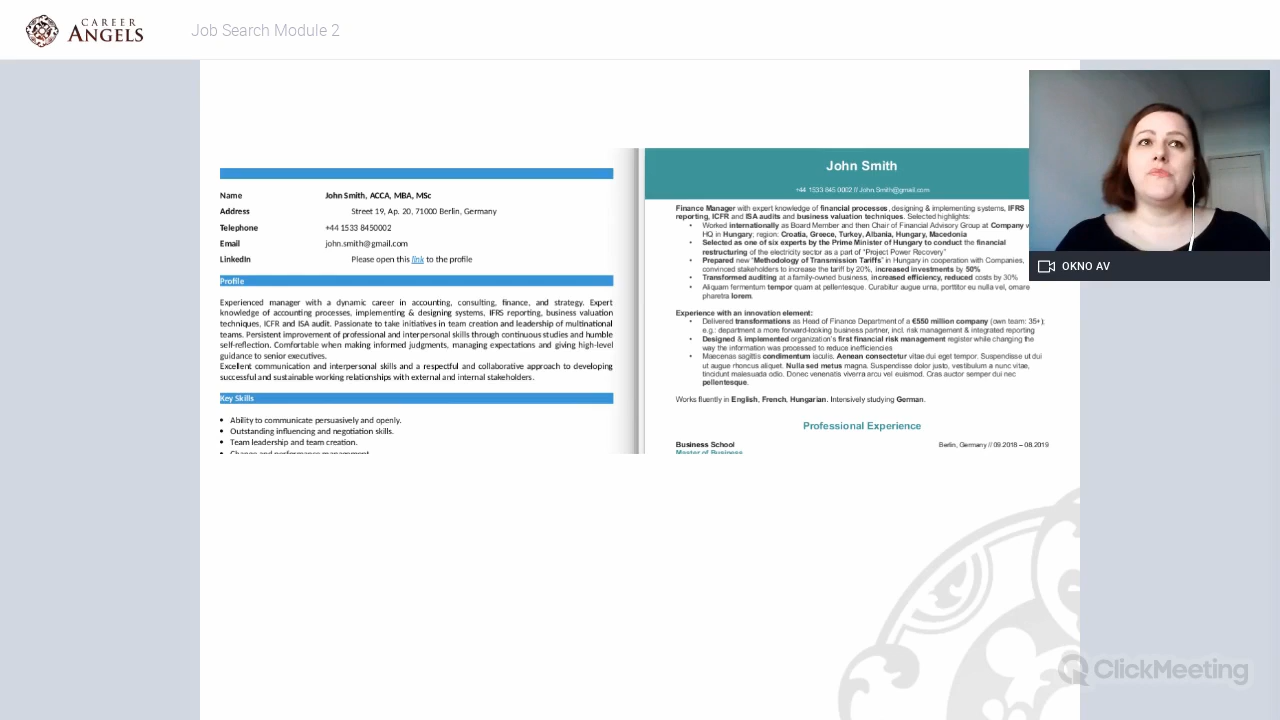 CAREER
ANGELS
Job Search Module 2
Name John Smith, ACCA, MBA, MSc
Address Street 19, Ap. 20, 71000 Berlin, Germany
Telephone +44 1533 8450002
Email john.smith@gmail.com
LinkedIn Please open this link to the profile
Profile
Experienced manager with a dynamic career in accounting, consulting, finance, and strategy. Expert
knowledge of accounting processes, implementing & designing systems, IFRS reporting, business valuation
techniques, ICFR and ISA audit. Passionate to take initiatives in team creation and leadership of multinational
teams. Persistent improvement of professional and interpersonal skills through continuous studies and humble
self-reflection. Comfortable when making informed judgments, managing expectations and giving high-level
guidance to senior executives.
Excellent communication and interpersonal skills and a respectful and collaborative approach to developing
successful and sustainable working relationships with external and internal stakeholders.
Key Skills
• Ability to communicate persuasively and openly.
• Outstanding influencing and negotiation skills.
• Team leadership and team creation.
• Change and performance management
John Smith
+44 1533 845 0002 // John.Smith@gmail.com
Finance Manager with expert knowledge of financial processes, designing & implementing systems, IFRS
reporting, ICFR and ISA audits and business valuation techniques. Selected highlights:
• Worked internationally as Board Member and then Chair of Financial Advisory Group at Company
HQ in Hungary; region: Croatia, Greece, Turkey, Albania, Hungary, Macedonia
• Selected as one of six experts by the Prime Minister of Hungary to conduct the financial
restructuring of the electricity sector as a part of "Project Power Recovery"
• Prepared new "Methodology of Transmission Tariffs" in Hungary in cooperation with Companies,
convinced stakeholders to increase the tariff by 20%, increased investments by 50%
• Transformed auditing at a family-owned business, increased efficiency, reduced costs by 30%
• Aliquam fermentum tempor quam at pellentesque. Curabitur augue urna, porttitor eu nulla vel, ornare
pharetra lorem.
Experience with an innovation element:
• Delivered transformations as Head of Finance Department of a €550 million company (own team: 35+);
e.g.: department a more forward-looking business partner, incl. risk management & integrated reporting
• Designed & implemented organization's first financial risk management register while changing the
way the information was processed to reduce inefficiencies
• Maecenas sagittis condimentum iaculis. Aenean consectetur vitae dui eget tempor. Suspendisse ut dui
ut augue rhoncus aliquet. Nulla sed metus magna. Suspendisse dolor justo, vestibulum a nunc vitae,
tincidunt malesuada odio. Donec venenatis viverra arcu vel euismod. Cras auctor semper dui nec
pellentesque.
Works fluently in English, French, Hungarian. Intensively studying German.
Professional Experience
Business School Berlin, Germany // 09.2018 – 08.2019
Master of Business
OKNO AV
ClickMeeting